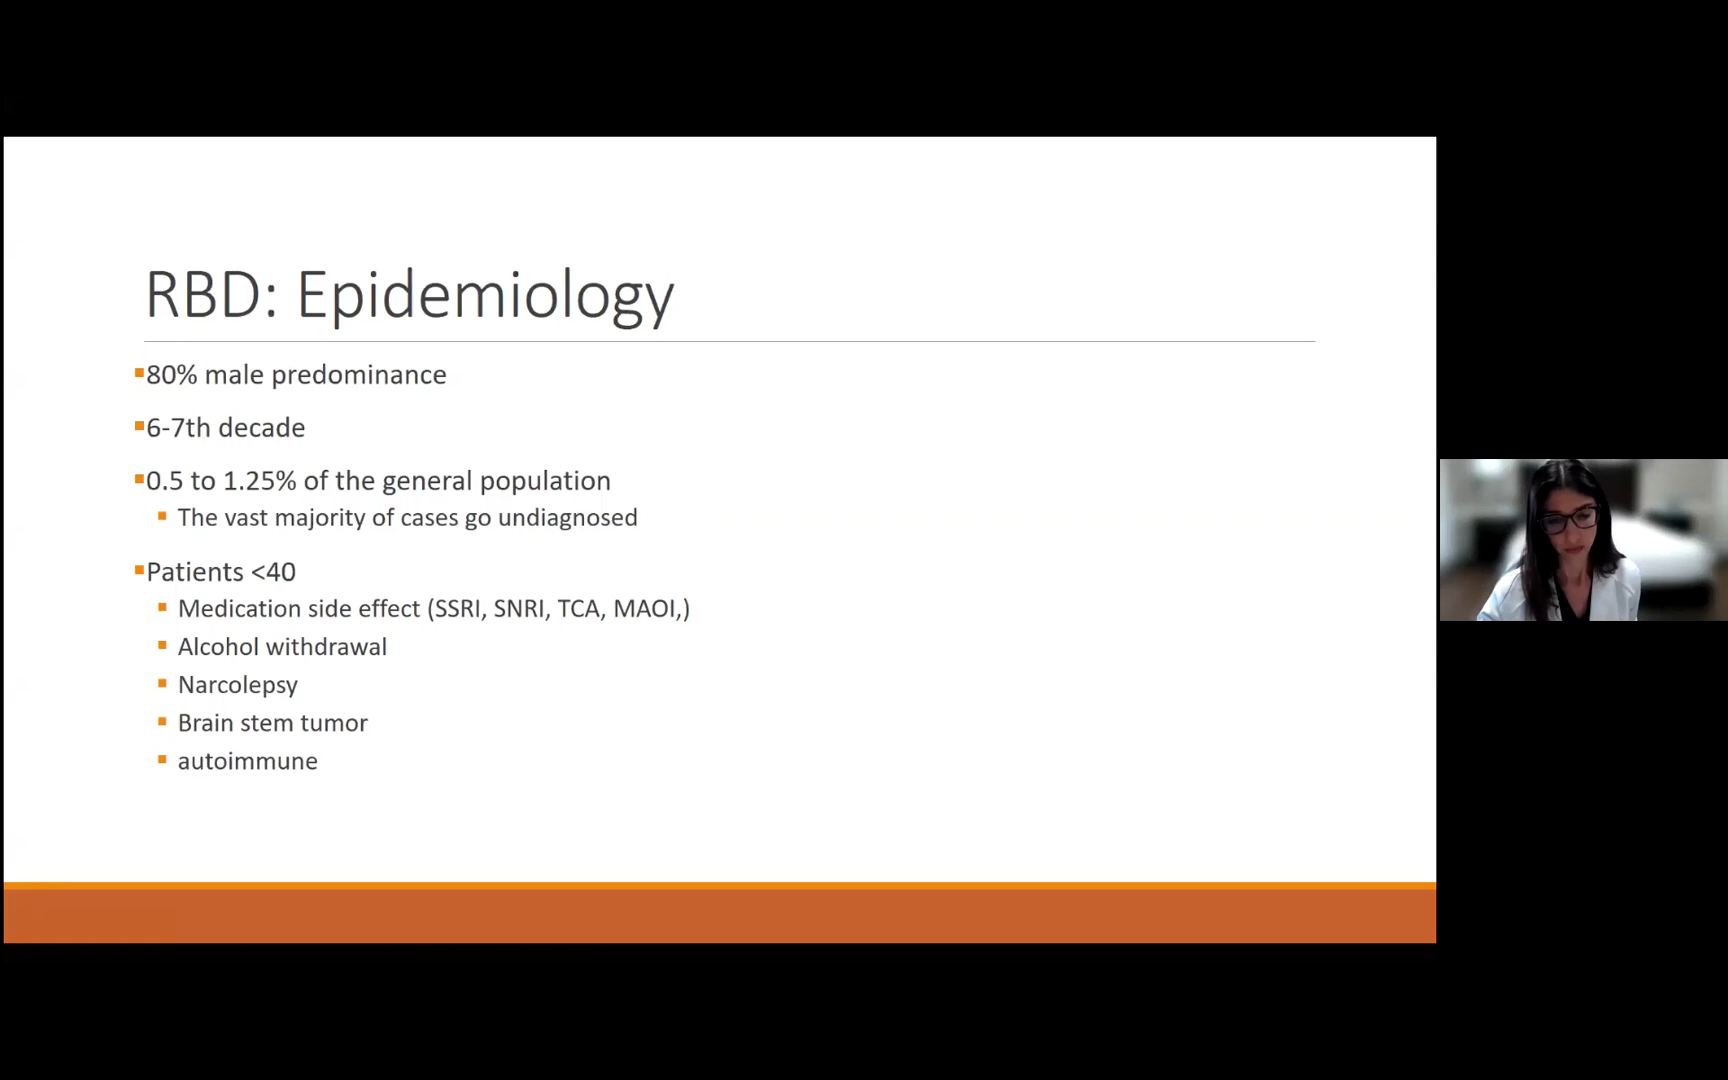 RBD: Epidemiology
80% male predominance
6-7th decade
0.5 to 1.25% of the general population
The vast majority of cases go undiagnosed
Patients <40
Medication side effect (SSRI, SNRI, TCA, MAOI,)
Alcohol withdrawal
Narcolepsy
Brain stem tumor
autoimmune